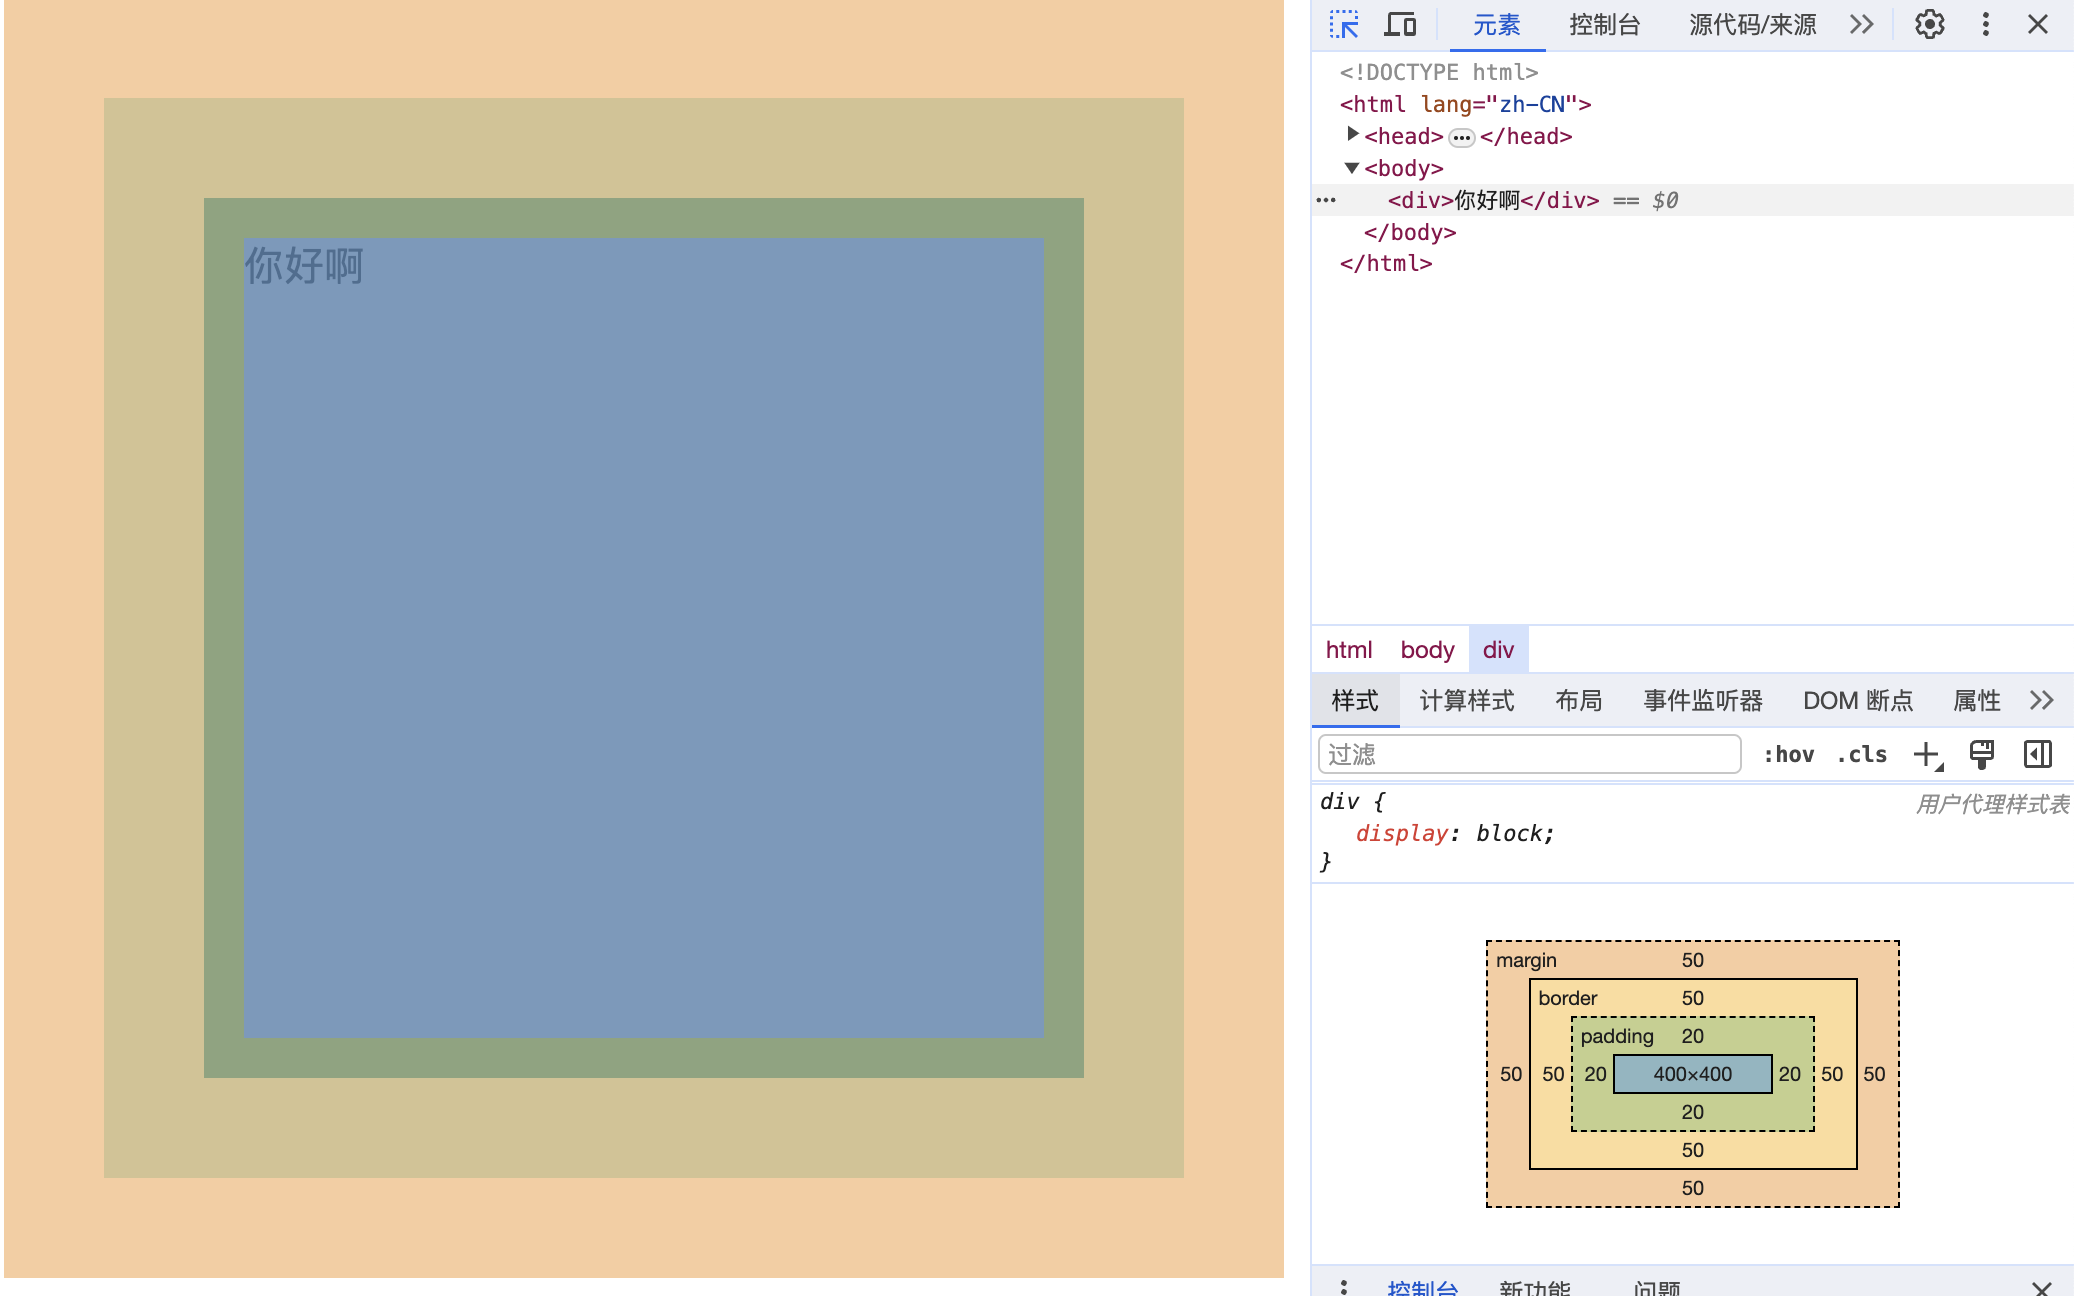 你好啊
元素 控制台 源代码/来源
<!DOCTYPE html>
<html lang="zh-CN">
<head> ••• </head>
<body>
••• <div>你好啊</div> == $0
</body>
</html>
html body div
样式 计算样式 布局 事件监听器 DOM 断点 属性
过滤 :hov .cls
div { 用户代理样式表
display: block;
}
margin 50
border 50
padding 20
50 50 20 400×400 20 50 50
20
50
50
控制台 新功能 问题